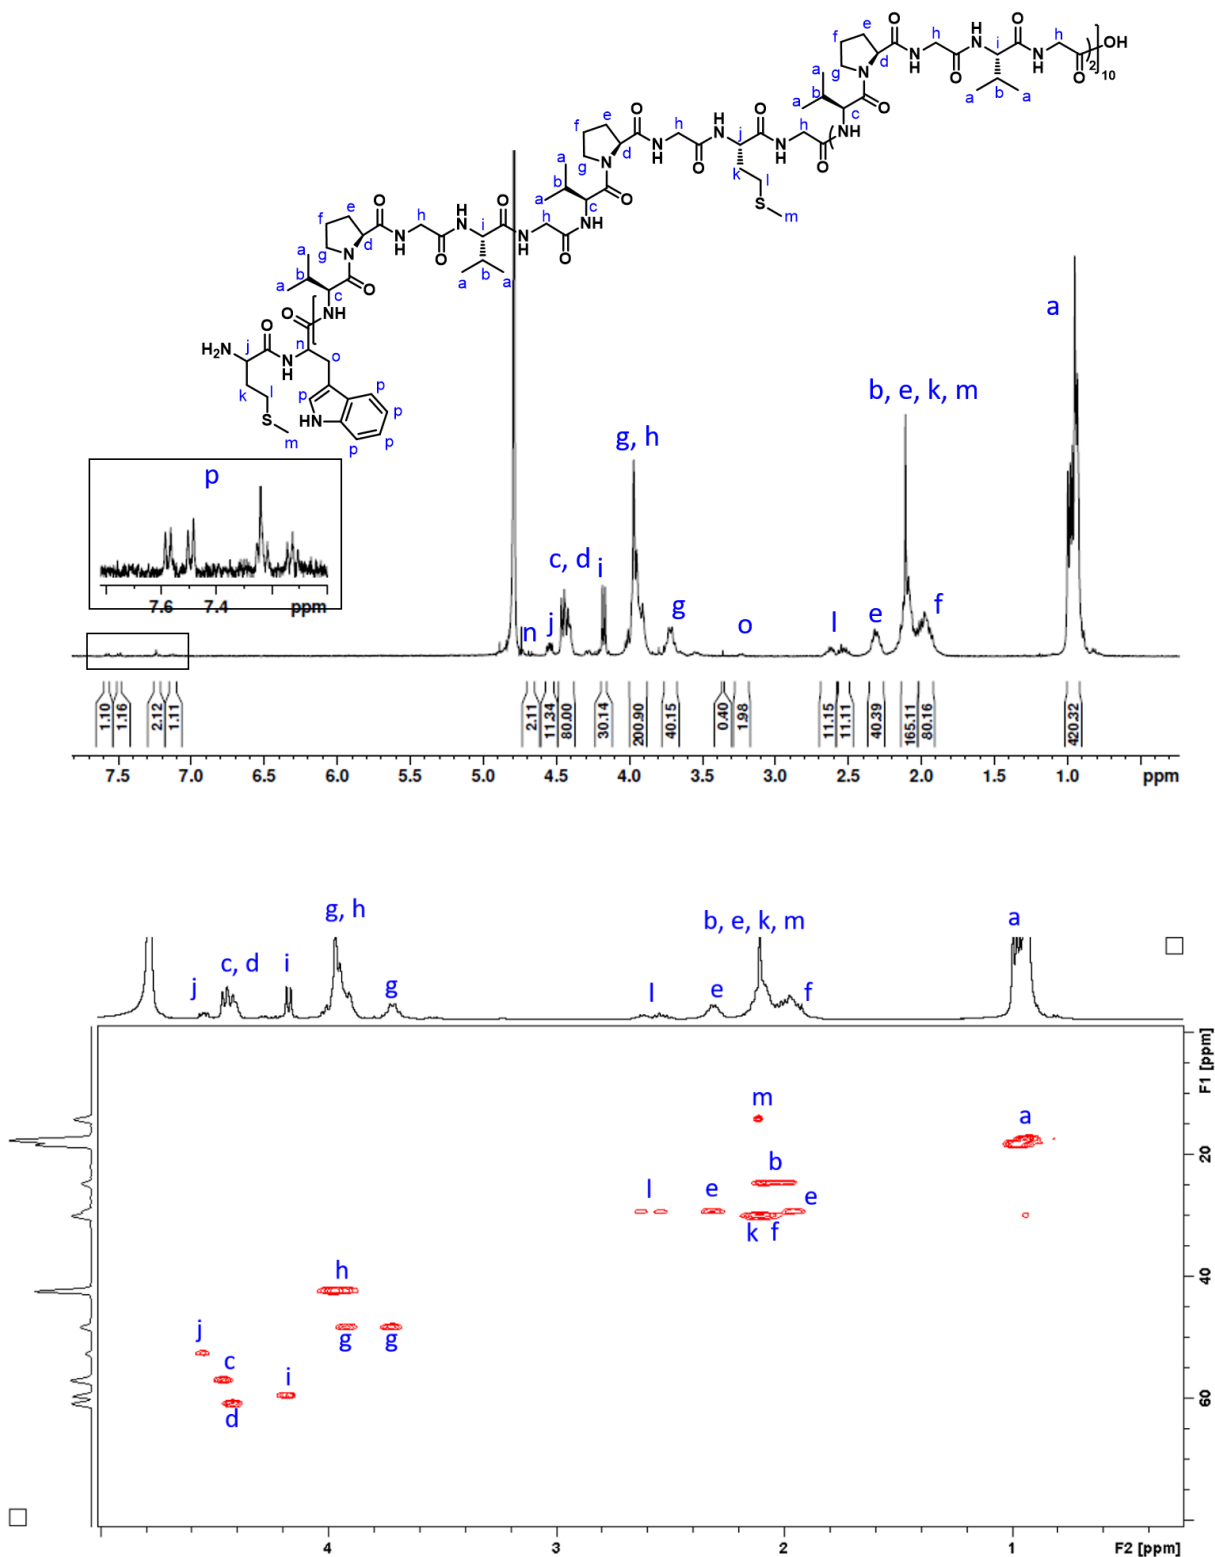 e O H O H O
f h N i N h OH
g N N N )2]10
a d H O H O
a b O a b a
c
e O H O H O NH
f h N j N h (
g N N N
a d H O H O
a b O k l
c S m
e O H O H O NH
f h N i N h
g N N N
a d H O H O
a b O a b a
c
O NH
O [
H2N j N n
H o
k l p p
S HN p
m p p
a
b, e, k, m
g, h
p
c, d i
n j g o l e f
7.6 7.4 ppm
1.10 1.16 2.12 1.11 2.11 11.34 80.00 30.14 200.90 40.15 0.40 1.98 11.15 11.11 40.39 165.11 80.16 420.32
7.5 7.0 6.5 6.0 5.5 5.0 4.5 4.0 3.5 3.0 2.5 2.0 1.5 1.0 ppm
g, h b, e, k, m a
j c, d i g l e f
F1 [ppm]
m a
b
20
l e e
k f
h
40
j g g
c i
d
60
4 3 2 1 F2 [ppm]